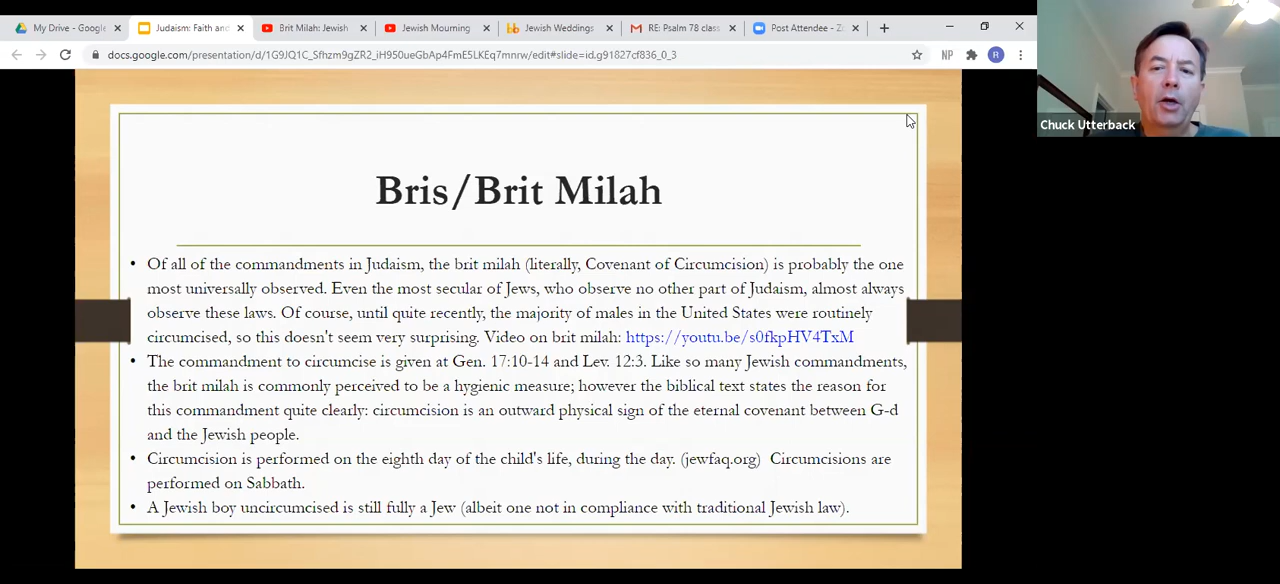 My Drive - Google
Judaism: Faith and
Brit Milah: Jewish
Jewish Mourning
Jewish Weddings
RE: Psalm 78 class
Post Attendee - Z
docs.google.com/presentation/d/1G9JO1C_Sfhzm9gZR2_iH950ueGbAp4FmE5LKEq7mnrw/edit#slide=id.g91827cf836_0_3
NP
R
Chuck Utterback
Bris/Brit Milah
• Of all of the commandments in Judaism, the brit milah (literally, Covenant of Circumcision) is probably the one
most universally observed. Even the most secular of Jews, who observe no other part of Judaism, almost always
observe these laws. Of course, until quite recently, the majority of males in the United States were routinely
circumcised, so this doesn't seem very surprising. Video on brit milah: https://youtu.be/s0fkpHV4TxM
• The commandment to circumcise is given at Gen. 17:10-14 and Lev. 12:3. Like so many Jewish commandments,
the brit milah is commonly perceived to be a hygienic measure; however the biblical text states the reason for
this commandment quite clearly: circumcision is an outward physical sign of the eternal covenant between G-d
and the Jewish people.
• Circumcision is performed on the eighth day of the child's life, during the day. (jewfaq.org) Circumcisions are
performed on Sabbath.
• A Jewish boy uncircumcised is still fully a Jew (albeit one not in compliance with traditional Jewish law).